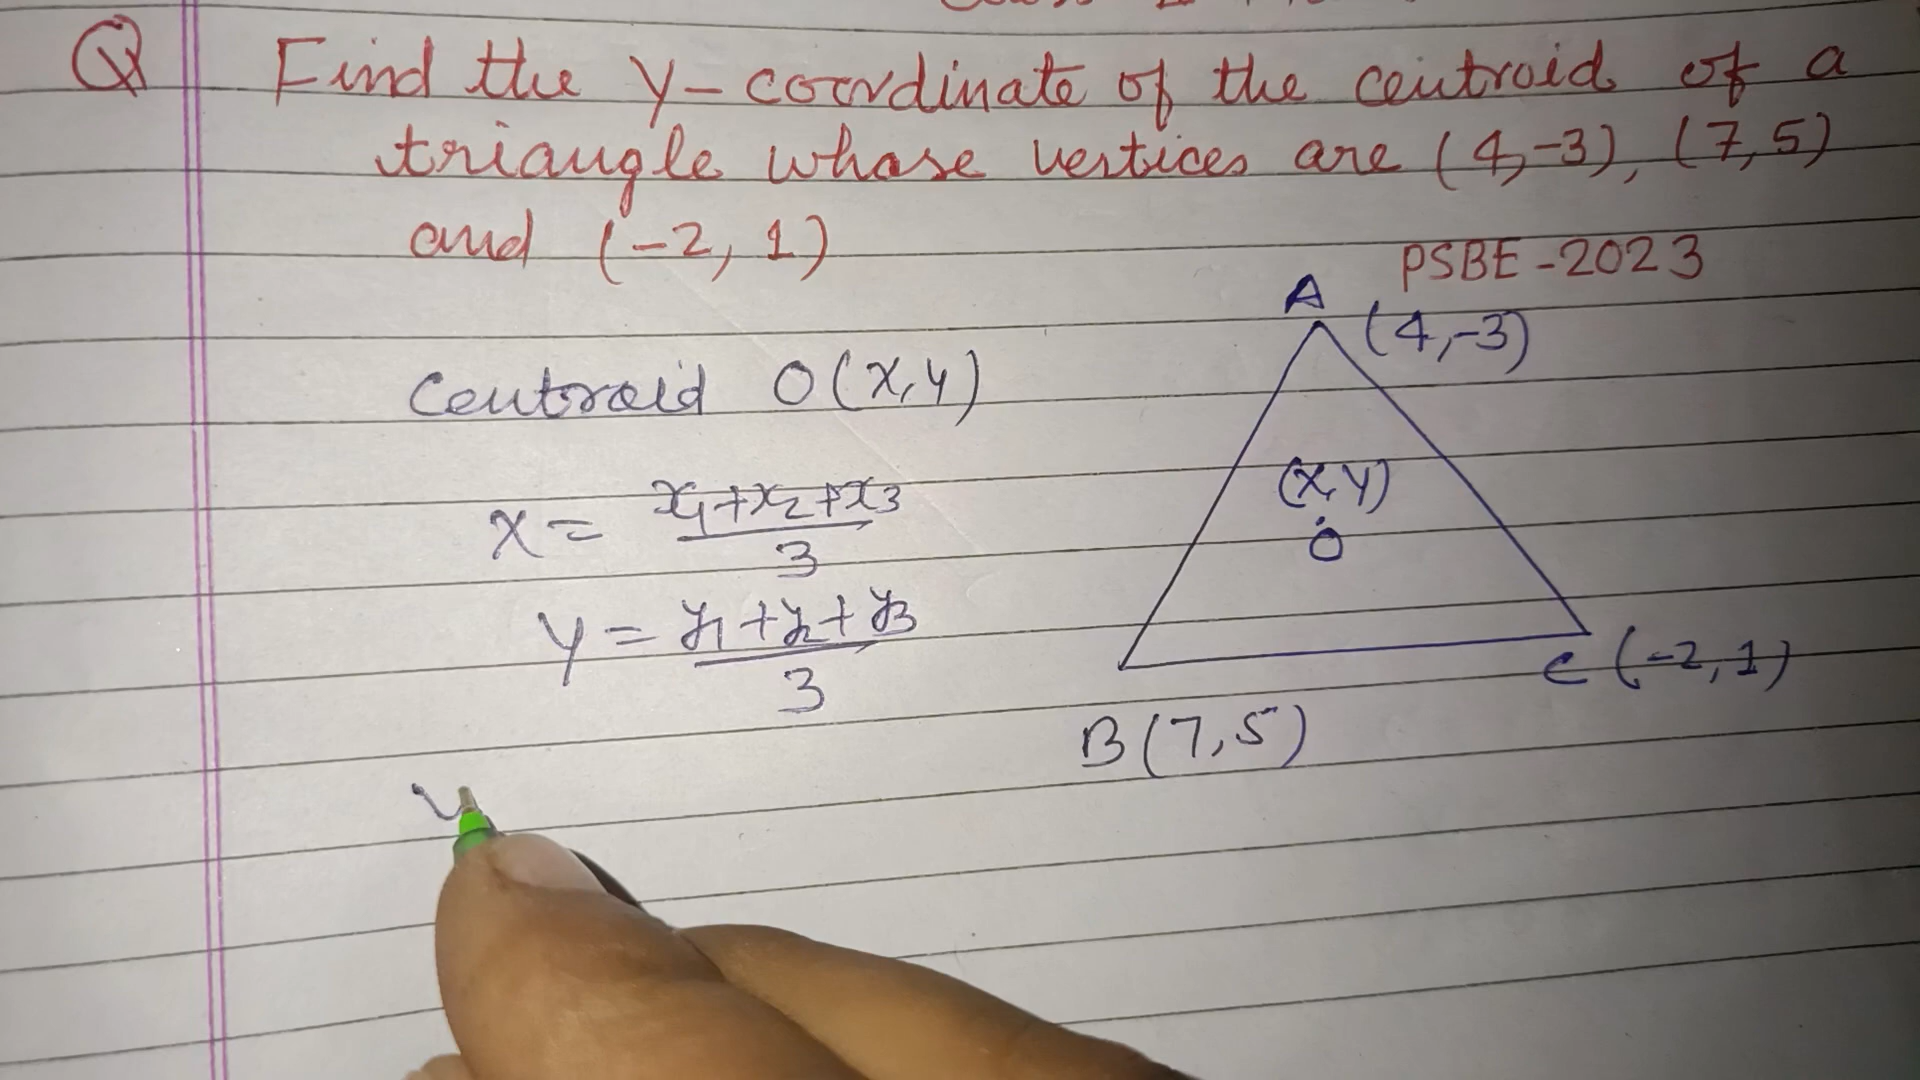 Q Find the y-coordinate of the centroid of a
triangle whose vertices are (4,-3), (7,5)
and (-2, 1)
PSBE-2023
Centroid O(x,y)
x = x1+x2+x3
3
y = y1+y2+y3
3
y
A
(4,-3)
(x,y)
O
B(7,5)
C(-2,1)